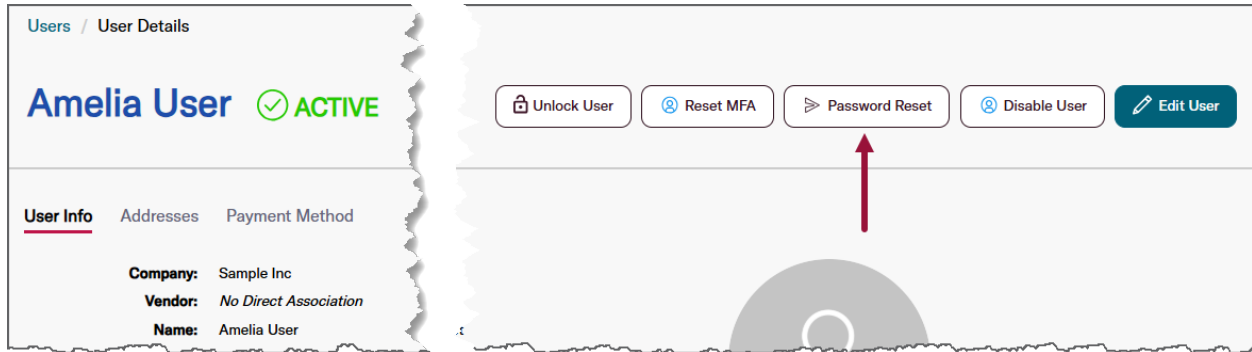 Users / User Details
Amelia User ACTIVE
Unlock User
Reset MFA
Password Reset
Disable User
Edit User
User Info Addresses Payment Method
Company: Sample Inc
Vendor: No Direct Association
Name: Amelia User